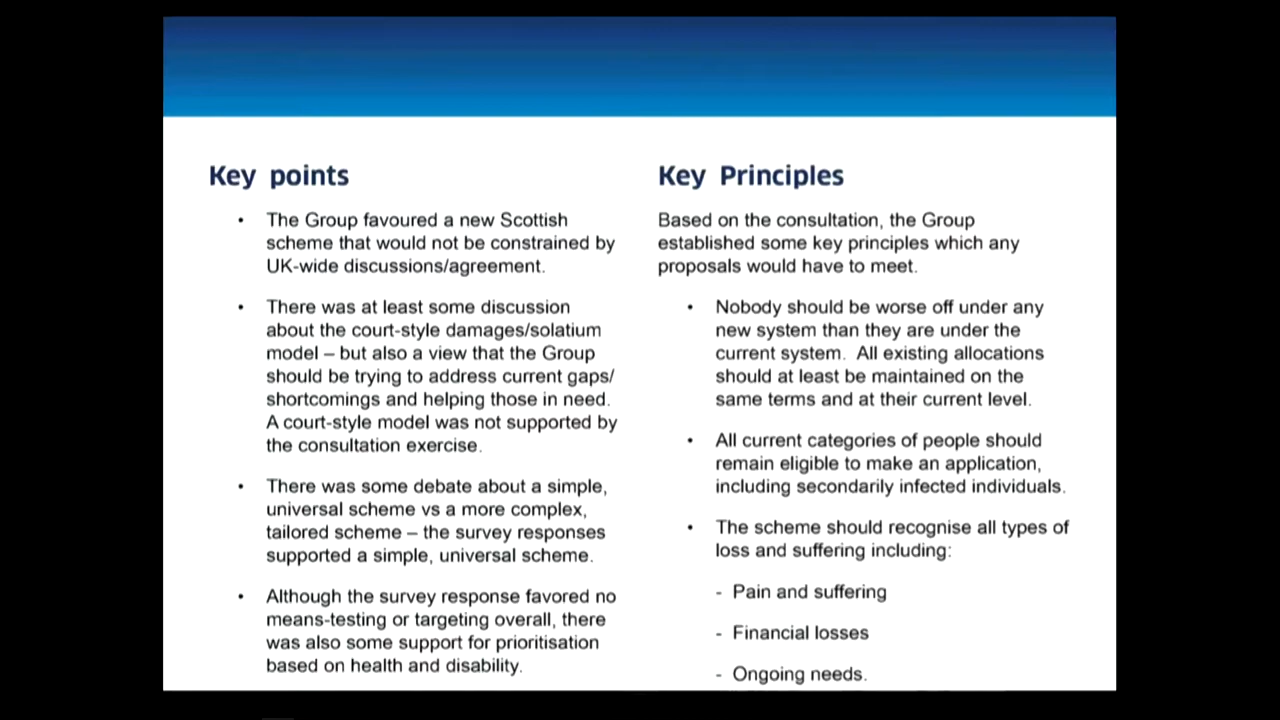 Key points
• The Group favoured a new Scottish
scheme that would not be constrained by
UK-wide discussions/agreement.
• There was at least some discussion
about the court-style damages/solatium
model – but also a view that the Group
should be trying to address current gaps/
shortcomings and helping those in need.
A court-style model was not supported by
the consultation exercise.
• There was some debate about a simple,
universal scheme vs a more complex,
tailored scheme – the survey responses
supported a simple, universal scheme.
• Although the survey response favored no
means-testing or targeting overall, there
was also some support for prioritisation
based on health and disability.
Key Principles
Based on the consultation, the Group
established some key principles which any
proposals would have to meet.
• Nobody should be worse off under any
new system than they are under the
current system.  All existing allocations
should at least be maintained on the
same terms and at their current level.
• All current categories of people should
remain eligible to make an application,
including secondarily infected individuals.
• The scheme should recognise all types of
loss and suffering including:
- Pain and suffering
- Financial losses
- Ongoing needs.